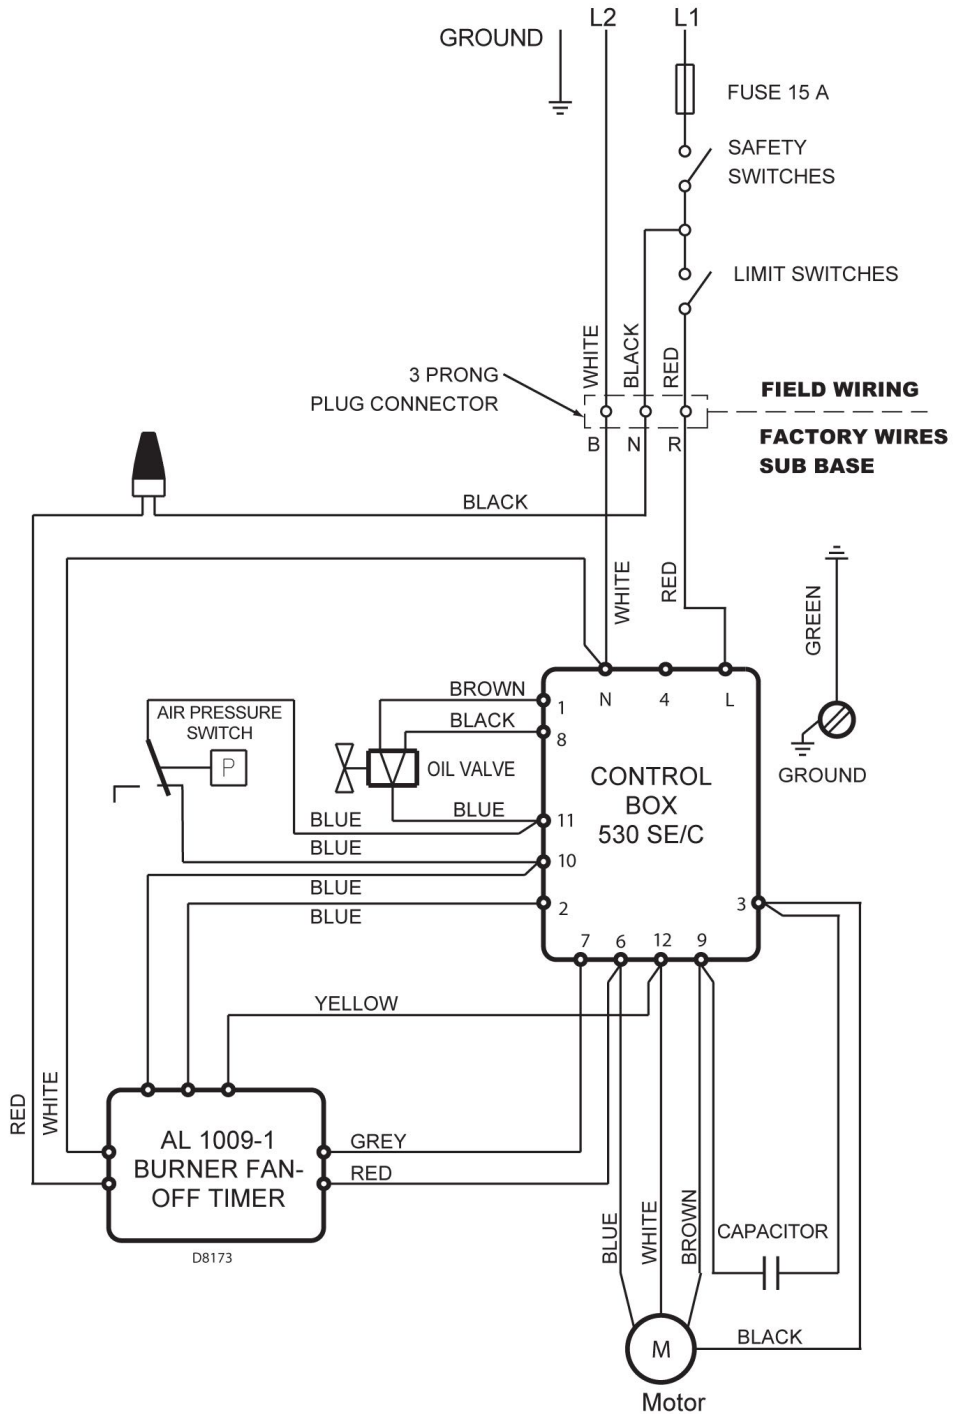 L2
L1
GROUND
FUSE 15 A
SAFETY
SWITCHES
LIMIT SWITCHES
WHITE
BLACK
RED
3 PRONG
PLUG CONNECTOR
FIELD WIRING
B
N
R
FACTORY WIRES
SUB BASE
BLACK
WHITE
RED
GREEN
BROWN
N
4
L
1
AIR PRESSURE
SWITCH
BLACK
8
P
OIL VALVE
GROUND
CONTROL
BOX
530 SE/C
BLUE
BLUE
11
BLUE
10
BLUE
BLUE
2
3
7
6
12
9
YELLOW
RED
WHITE
AL 1009-1
BURNER FAN-
OFF TIMER
GREY
RED
D8173
BLUE
WHITE
BROWN
CAPACITOR
M
BLACK
Motor